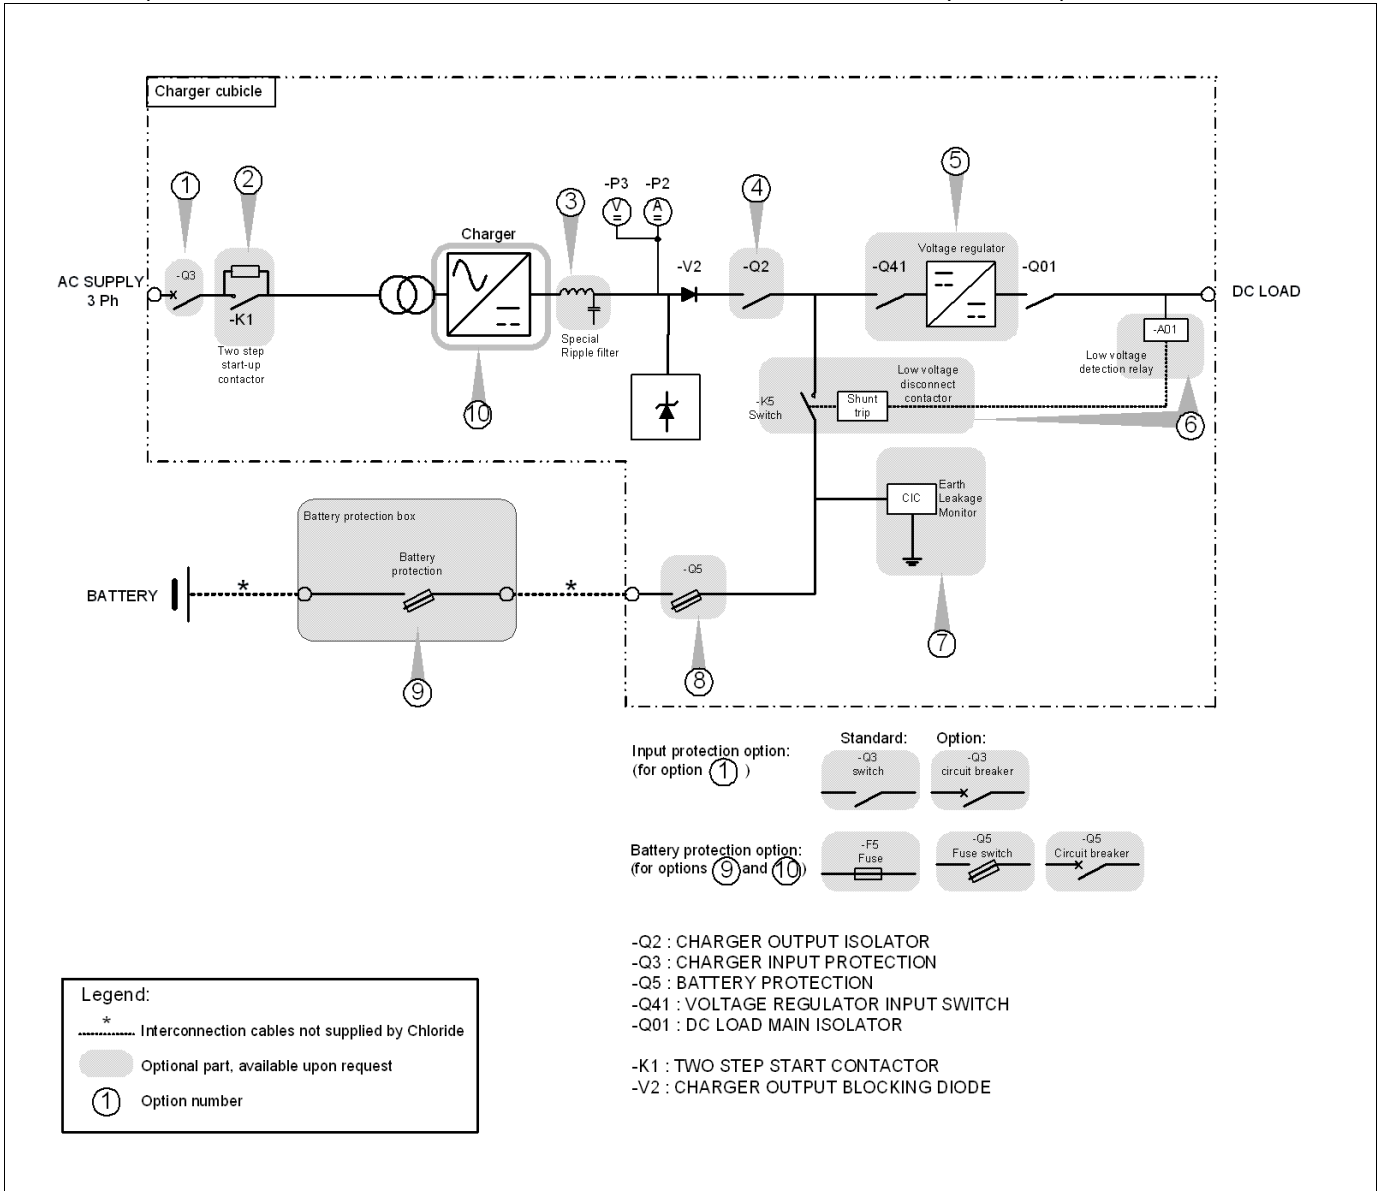 Charger cubicle
1
2
3
4
5
-P3
-P2
V
A
Charger
Voltage regulator
-Q3
-V2
-Q2
-Q41
-Q01
AC SUPPLY
3 Ph
DC LOAD
-K1
Two step
start-up
contactor
Special
Ripple filter
-A01
Low voltage
detection relay
10
Low voltage
disconnect
contactor
-K5
Switch
Shunt
trip
6
CIC
Earth
Leakage
Monitor
Battery protection box
Battery
protection
-Q5
BATTERY
*
*
7
8
9
Input protection option:
(for option 1 )
Standard:
Option:
-Q3
switch
-Q3
circuit breaker
Battery protection option:
(for options 9 and 10)
-F5
Fuse
-Q5
Fuse switch
-Q5
Circuit breaker
-Q2 : CHARGER OUTPUT ISOLATOR
-Q3 : CHARGER INPUT PROTECTION
-Q5 : BATTERY PROTECTION
-Q41 : VOLTAGE REGULATOR INPUT SWITCH
-Q01 : DC LOAD MAIN ISOLATOR
-K1 : TWO STEP START CONTACTOR
-V2 : CHARGER OUTPUT BLOCKING DIODE
Legend:
* Interconnection cables not supplied by Chloride
Optional part, available upon request
1 Option number